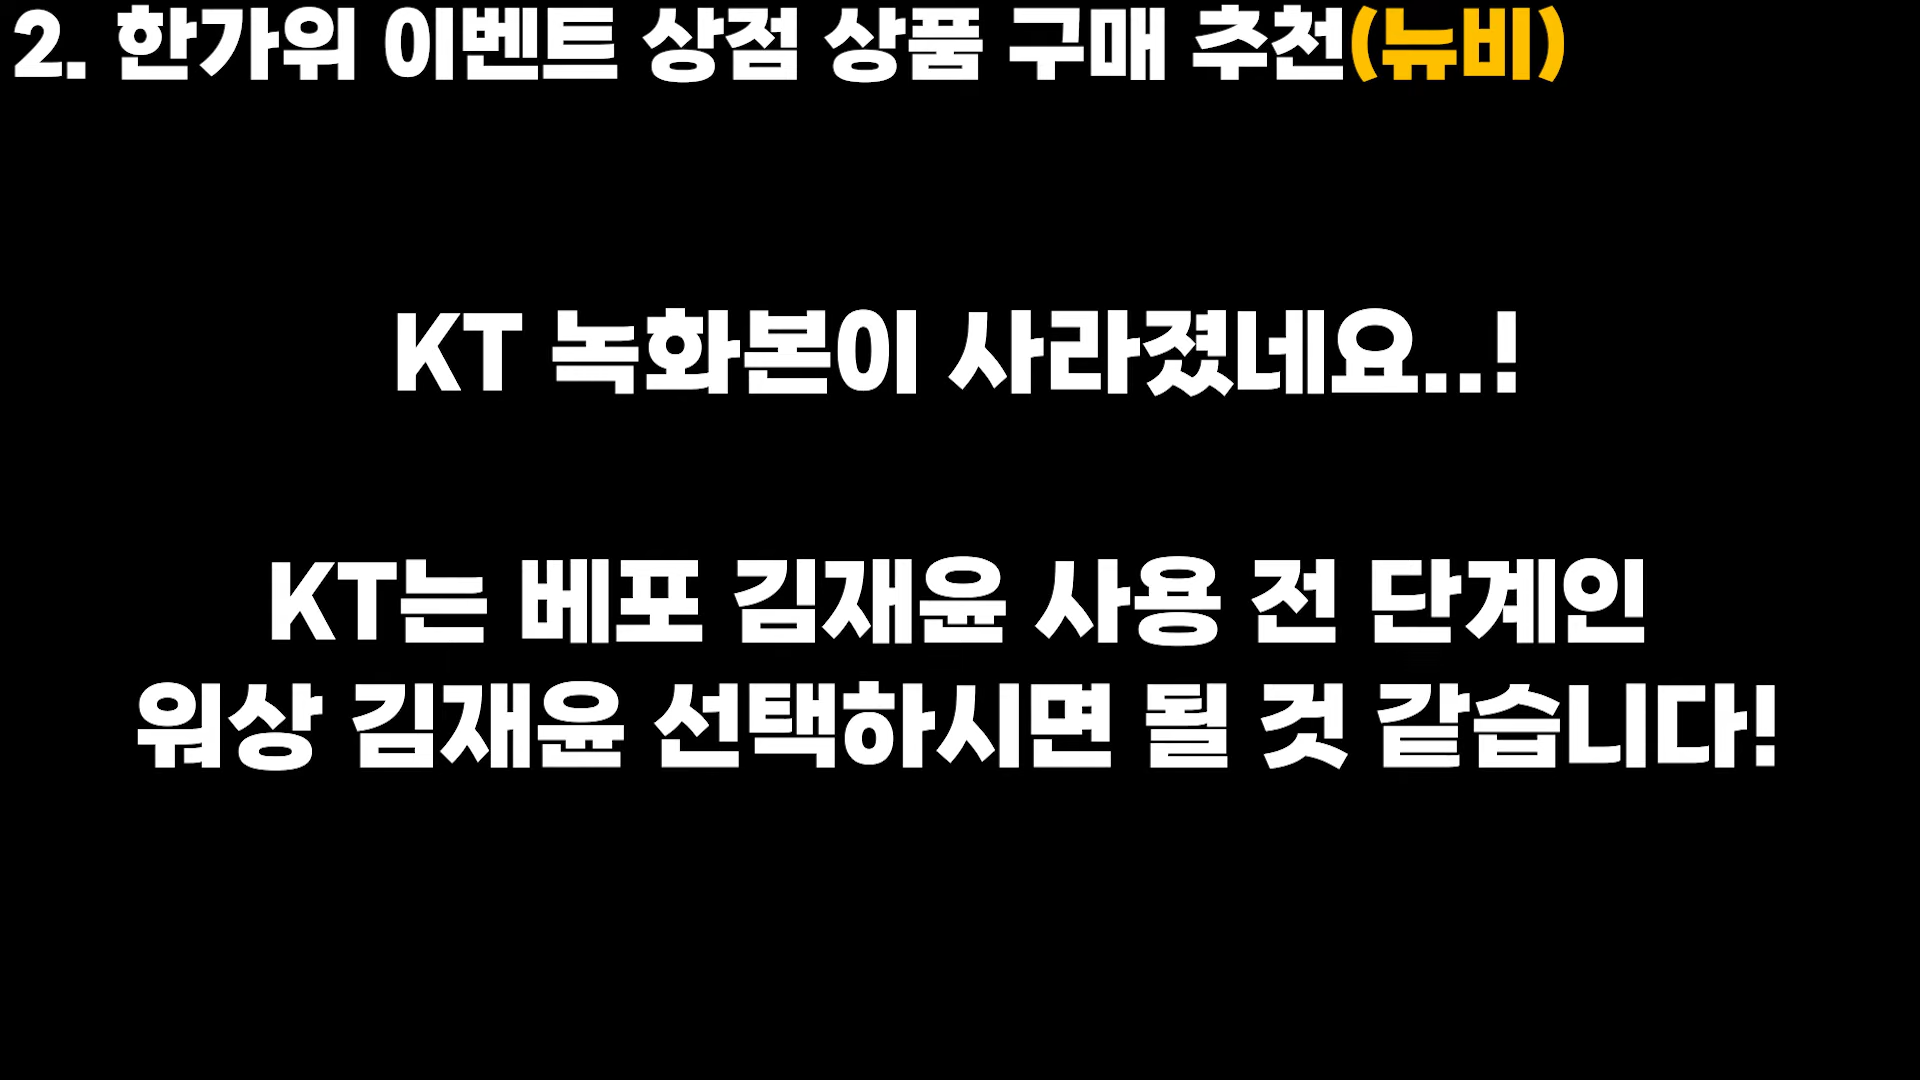 2. 한가위 이벤트 상점 상품 구매 추천(뉴비)
KT 녹화본이 사라졌네요..!
KT는 베포 김재윤 사용 전 단계인
워상 김재윤 선택하시면 될 것 같습니다!